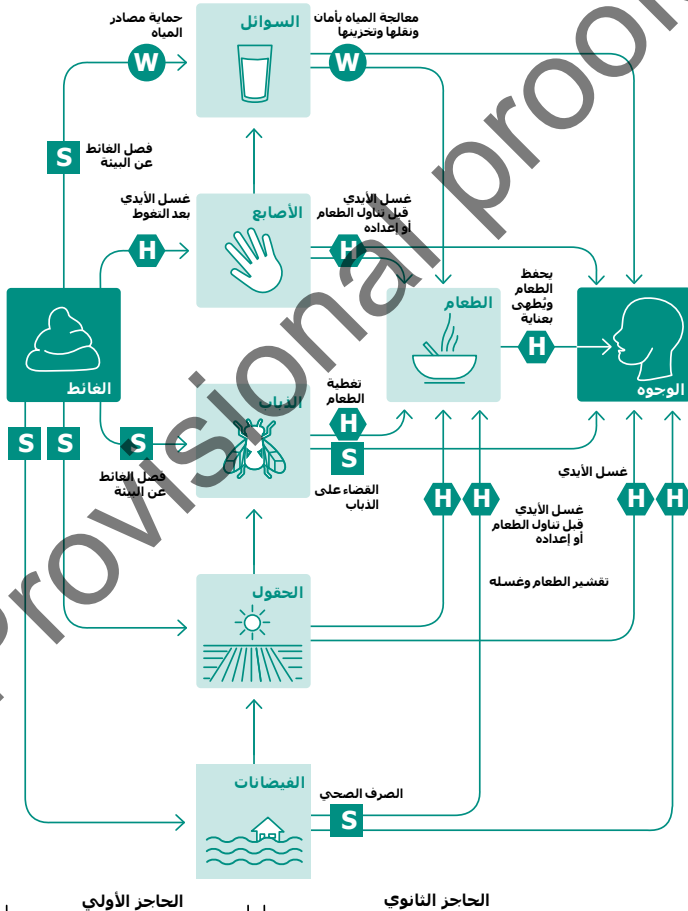 حماية مصادر
المياه
W
السوائل
معالجة المياه بأمان
ونقلها وتخزينها
W
S
فصل الغائط
عن البيئة
غسل الأيدي
بعد التغوط
H
الأصابع
غسل الأيدي
قبل تناول الطعام
أو إعداده
H
الغائط
الطعام
يحفظ
الطعام
ويُطهى
بعناية
H
الوجوه
S
S
S
فصل الغائط
عن البيئة
الذباب
تغطية
الطعام
H
S
القضاء على
الذباب
H
H
غسل الأيدي
قبل تناول الطعام
أو إعداده
تقشير الطعام وغسله
غسل الأيدي
H
H
الحقول
الفيضانات
الصرف الصحي
S
الحاجز الأولي
الحاجز الثانوي
Provisional proof